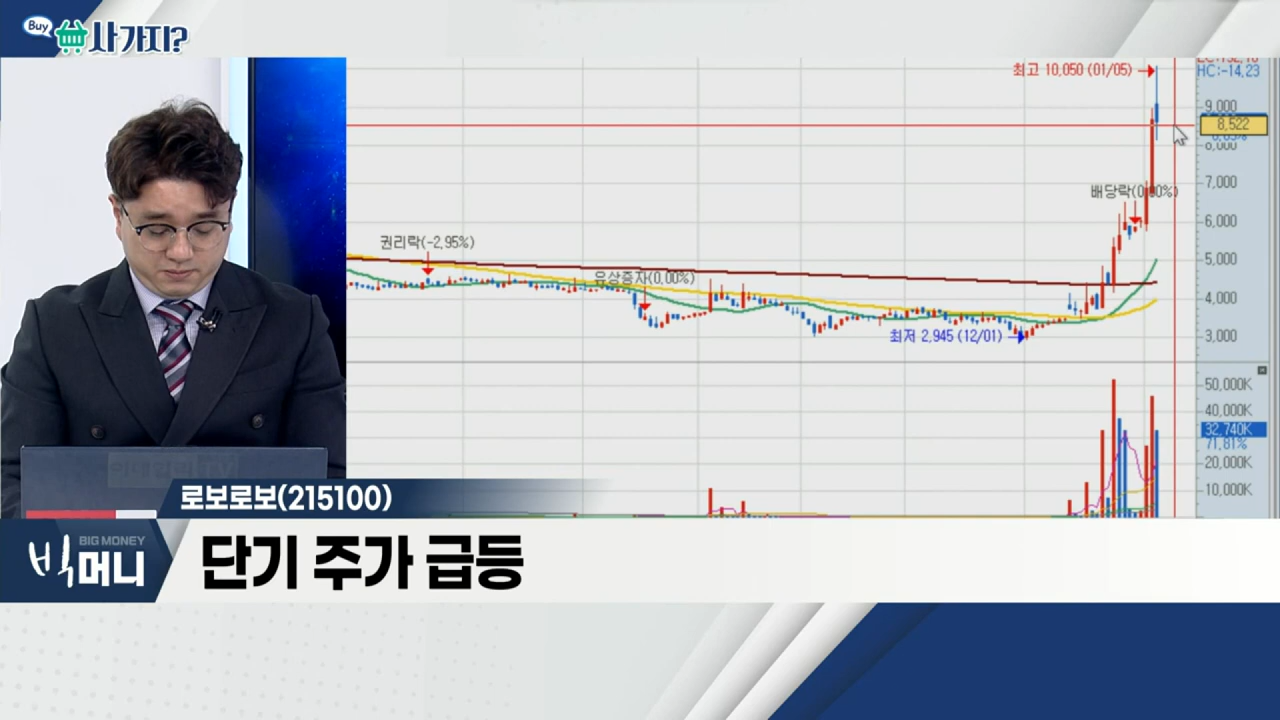 Buy 사가지?
최고 10,050 (01/05)
HC:-14,23
9,000
8,522
8,000
7,000
배당락(0,00%)
6,000
권리락(-2,95%)
5,000
유상증자(0,00%)
4,000
최저 2,945 (12/01)
3,000
50,000K
40,000K
32,740K
71,81%
20,000K
10,000K
로보로보(215100)
BIG MONEY
빅머니
단기 주가 급등